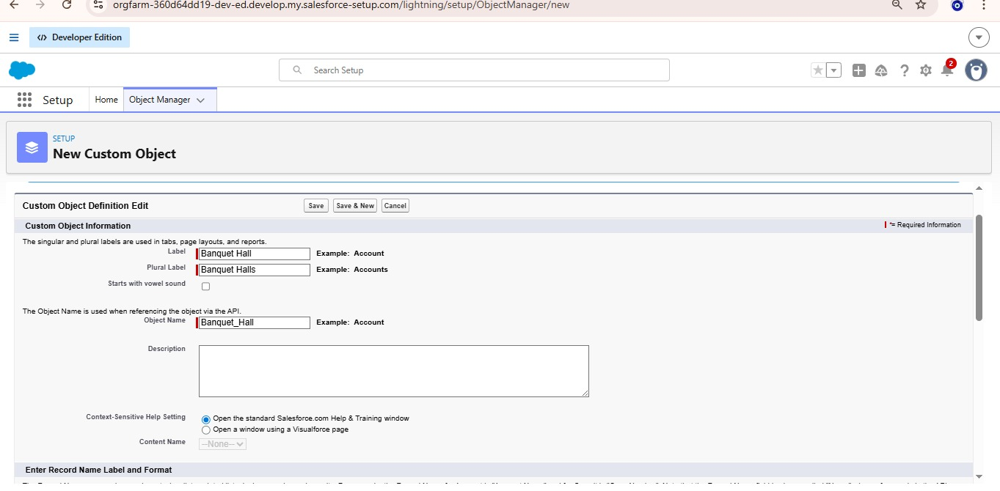 orgfarm-360d64dd19-dev-ed.develop.my.salesforce-setup.com/lightning/setup/ObjectManager/new
</> Developer Edition
Search Setup
2
Setup Home Object Manager
SETUP
New Custom Object
Custom Object Definition Edit Save Save & New Cancel
Custom Object Information *= Required Information
The singular and plural labels are used in tabs, page layouts, and reports.
Label Banquet Hall Example: Account
Plural Label Banquet Halls Example: Accounts
Starts with vowel sound
The Object Name is used when referencing the object via the API.
Object Name Banquet_Hall Example: Account
Description
Context-Sensitive Help Setting Open the standard Salesforce.com Help & Training window
Open a window using a Visualforce page
Content Name --None--
Enter Record Name Label and Format